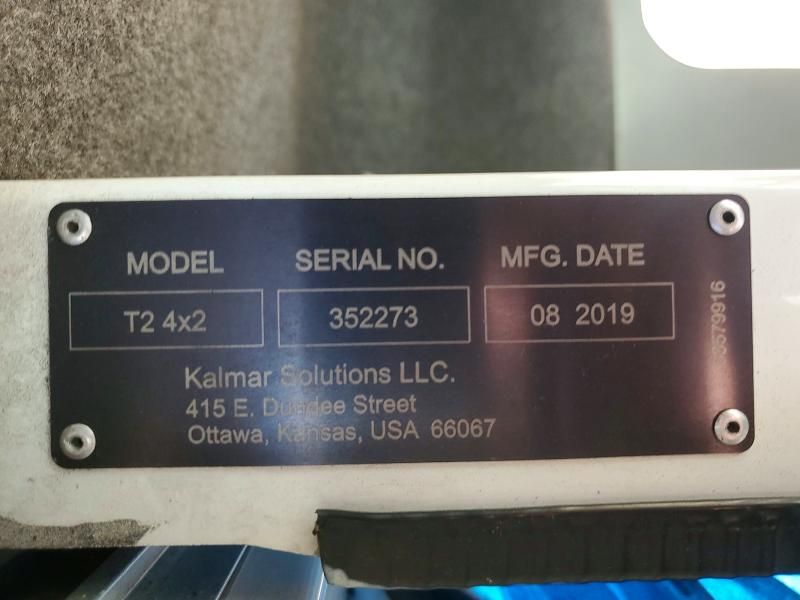 MODEL SERIAL NO. MFG. DATE
T2 4x2 352273 08 2019
Kalmar Solutions LLC.
415 E. Dundee Street
Ottawa, Kansas, USA 66067
3579916